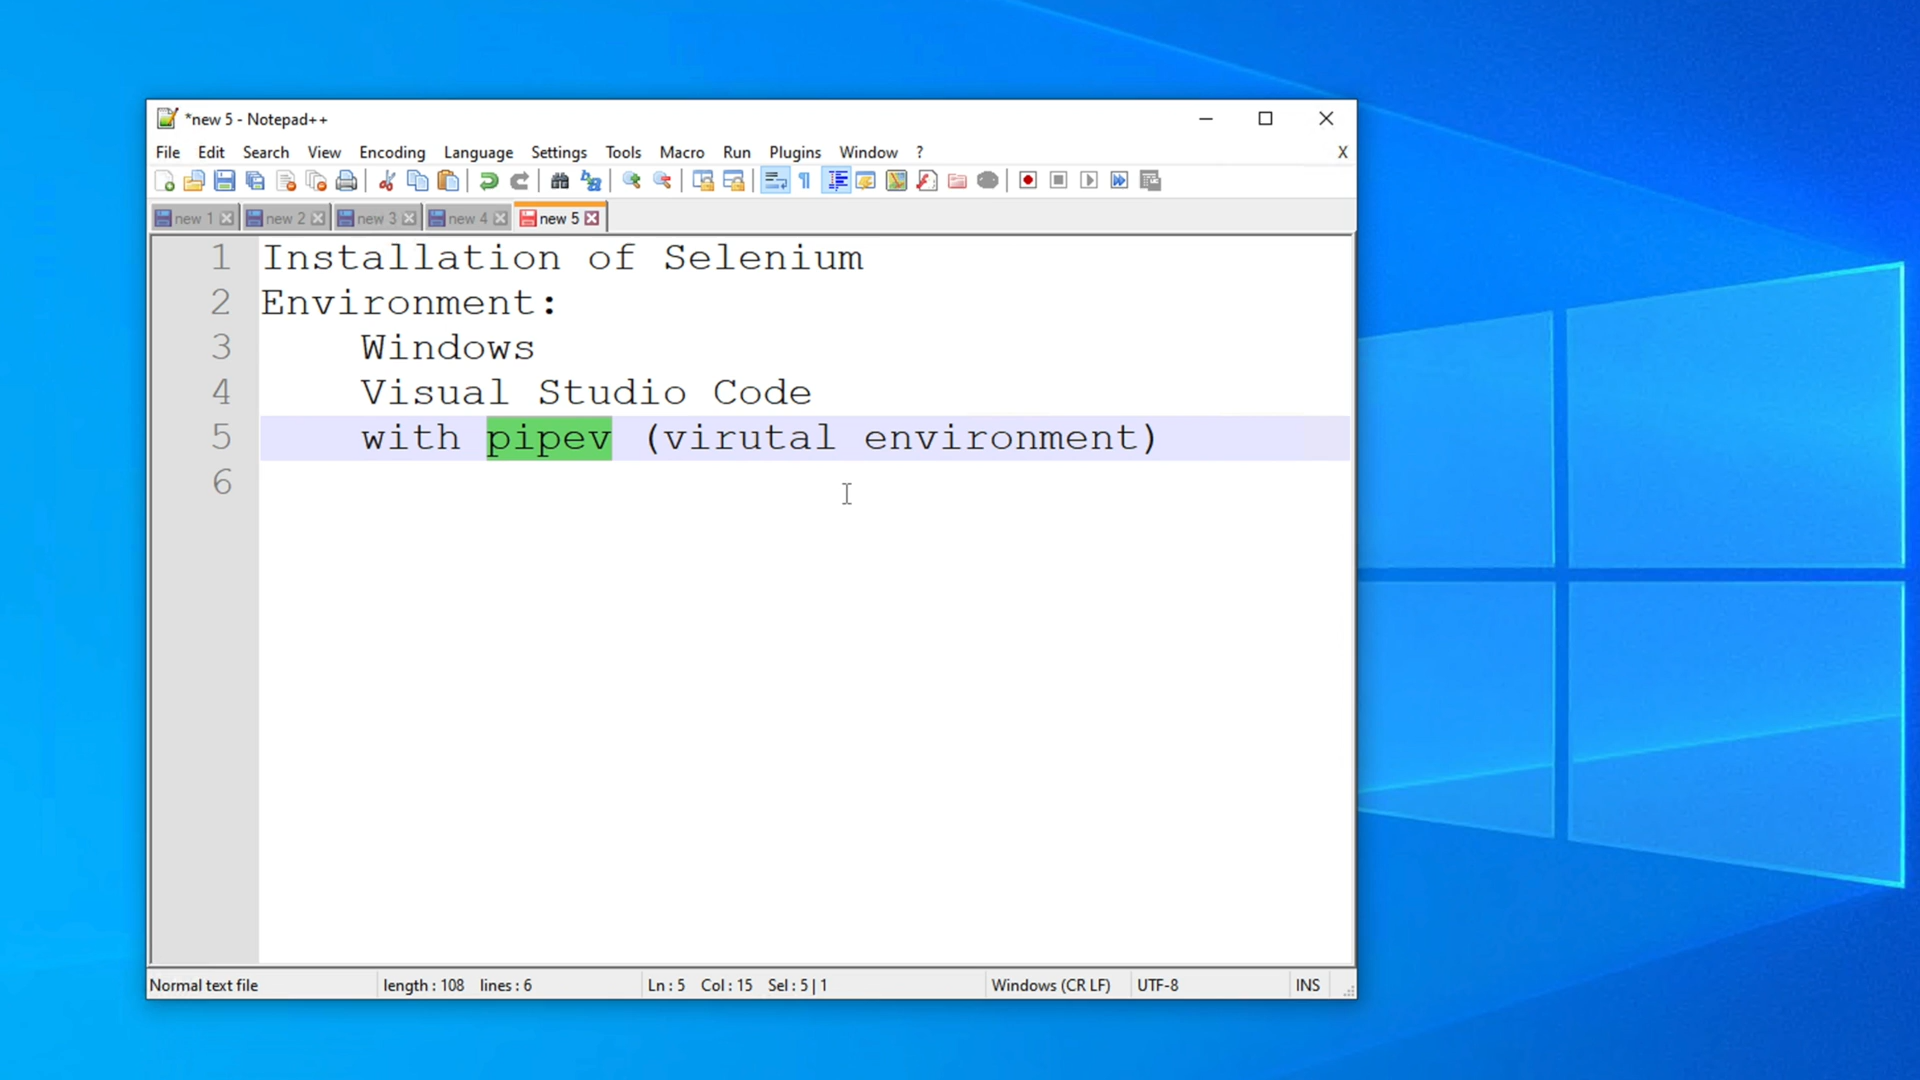 *new 5 - Notepad++
File Edit Search View Encoding Language Settings Tools Macro Run Plugins Window ? X
new 1 new 2 new 3 new 4 new 5
1 Installation of Selenium
2 Environment:
3 Windows
4 Visual Studio Code
5 with pipev (virutal environment)
6
Normal text file length : 108 lines : 6 Ln : 5 Col : 15 Sel : 5 | 1 Windows (CR LF) UTF-8 INS